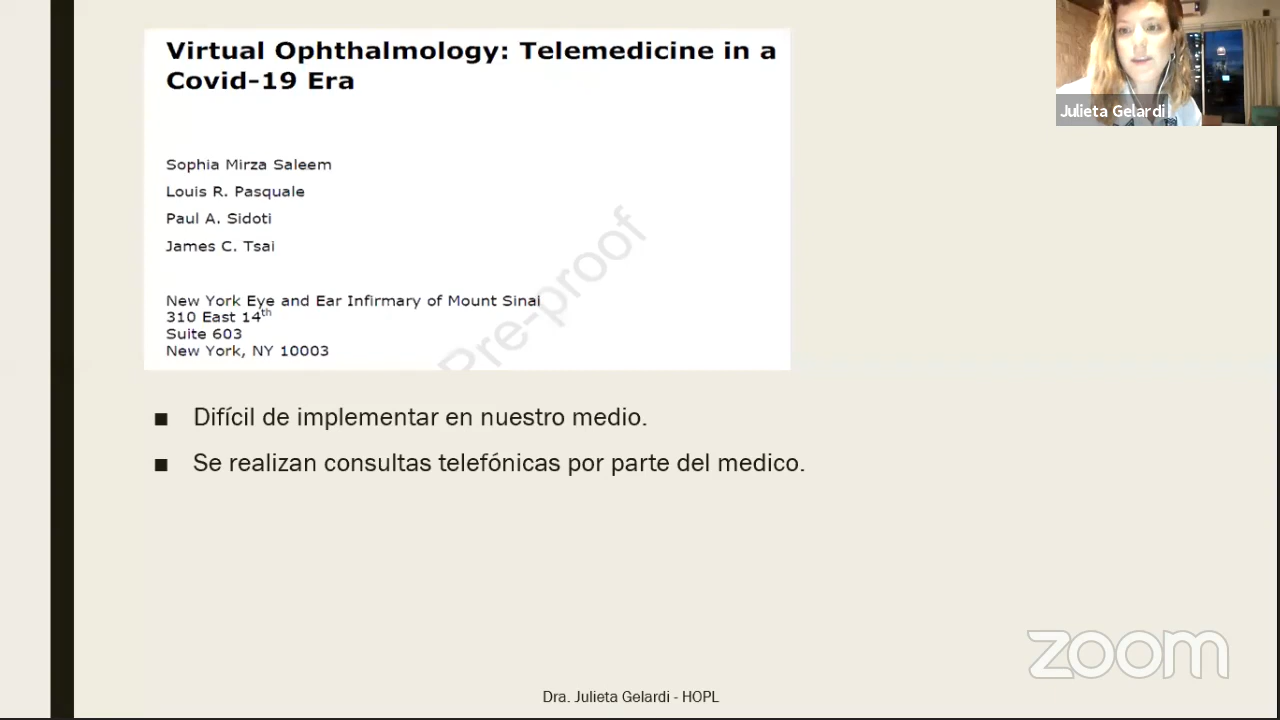 Virtual Ophthalmology: Telemedicine in a
Covid-19 Era
Julieta Gelardi
Sophia Mirza Saleem
Louis R. Pasquale
Paul A. Sidoti
James C. Tsai
New York Eye and Ear Infirmary of Mount Sinai
310 East 14th
Suite 603
New York, NY 10003
Pre-proof
■ Difícil de implementar en nuestro medio.
■ Se realizan consultas telefónicas por parte del medico.
zoom
Dra. Julieta Gelardi - HOPL